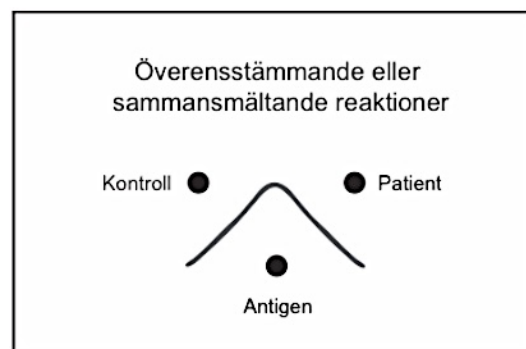 Överensstämmande eller
sammansmältande reaktioner
Kontroll
Patient
Antigen